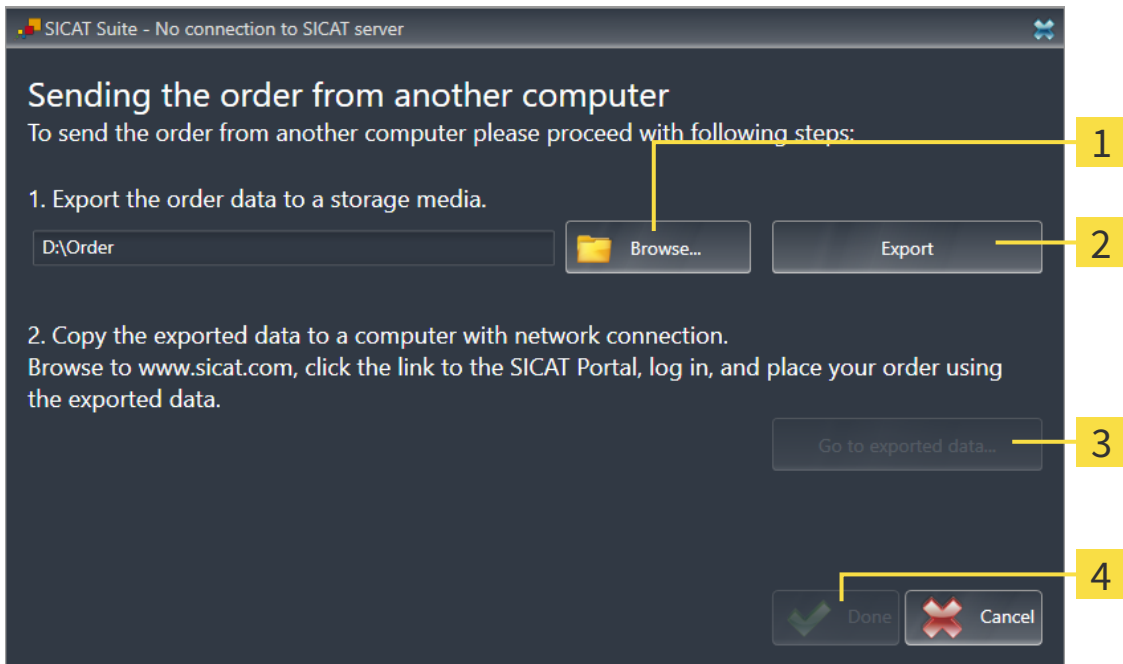 SICAT Suite - No connection to SICAT server
Sending the order from another computer
To send the order from another computer please proceed with following steps:
1
1. Export the order data to a storage media.
D:\Order
Browse...
Export
2
2. Copy the exported data to a computer with network connection.
Browse to www.sicat.com, click the link to the SICAT Portal, log in, and place your order using
the exported data.
Go to exported data...
3
4
Done
Cancel